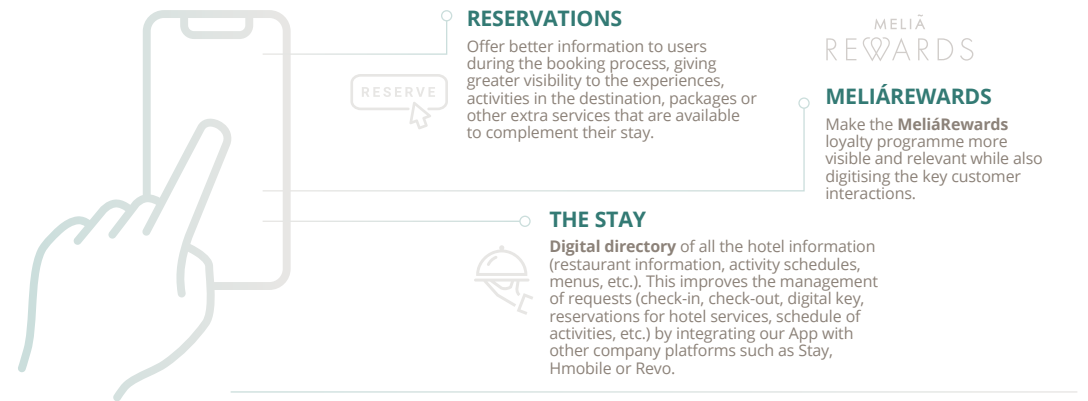 RESERVATIONS
Offer better information to users
during the booking process, giving
greater visibility to the experiences,
activities in the destination, packages or
other extra services that are available
to complement their stay.
RESERVE
MELIÃ
REWARDS
MELIÁREWARDS
Make the MeliáRewards
loyalty programme more
visible and relevant while also
digitising the key customer
interactions.
THE STAY
Digital directory of all the hotel information
(restaurant information, activity schedules,
menus, etc.). This improves the management
of requests (check-in, check-out, digital key,
reservations for hotel services, schedule of
activities, etc.) by integrating our App with
other company platforms such as Stay,
Hmobile or Revo.